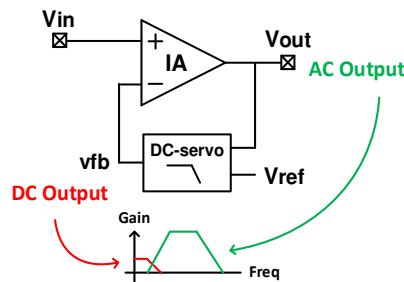 Vin
Vout
+
IA
−
AC Output
DC-servo
vfb
Vref
DC Output
Gain
Freq